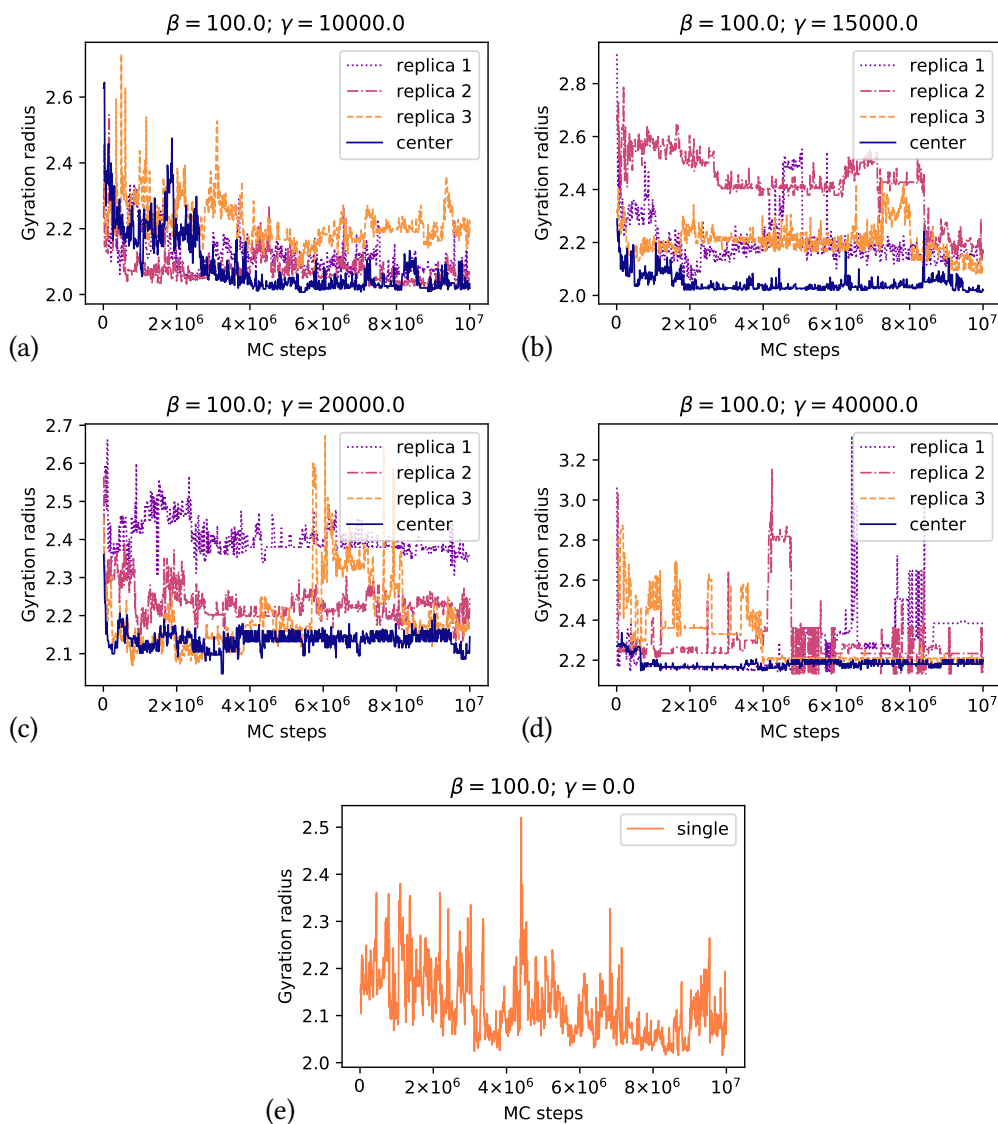 β = 100.0; γ = 10000.0
Gyration radius
2.6
2.4
2.2
2.0
replica 1
replica 2
replica 3
center
0 2×10⁶ 4×10⁶ 6×10⁶ 8×10⁶ 10⁷
MC steps
(a)
β = 100.0; γ = 15000.0
Gyration radius
2.8
2.6
2.4
2.2
2.0
replica 1
replica 2
replica 3
center
0 2×10⁶ 4×10⁶ 6×10⁶ 8×10⁶ 10⁷
MC steps
(b)
β = 100.0; γ = 20000.0
Gyration radius
2.7
2.6
2.5
2.4
2.3
2.2
2.1
replica 1
replica 2
replica 3
center
0 2×10⁶ 4×10⁶ 6×10⁶ 8×10⁶ 10⁷
MC steps
(c)
β = 100.0; γ = 40000.0
Gyration radius
3.2
3.0
2.8
2.6
2.4
2.2
replica 1
replica 2
replica 3
center
0 2×10⁶ 4×10⁶ 6×10⁶ 8×10⁶ 10⁷
MC steps
(d)
β = 100.0; γ = 0.0
Gyration radius
2.5
2.4
2.3
2.2
2.1
2.0
single
0 2×10⁶ 4×10⁶ 6×10⁶ 8×10⁶ 10⁷
MC steps
(e)